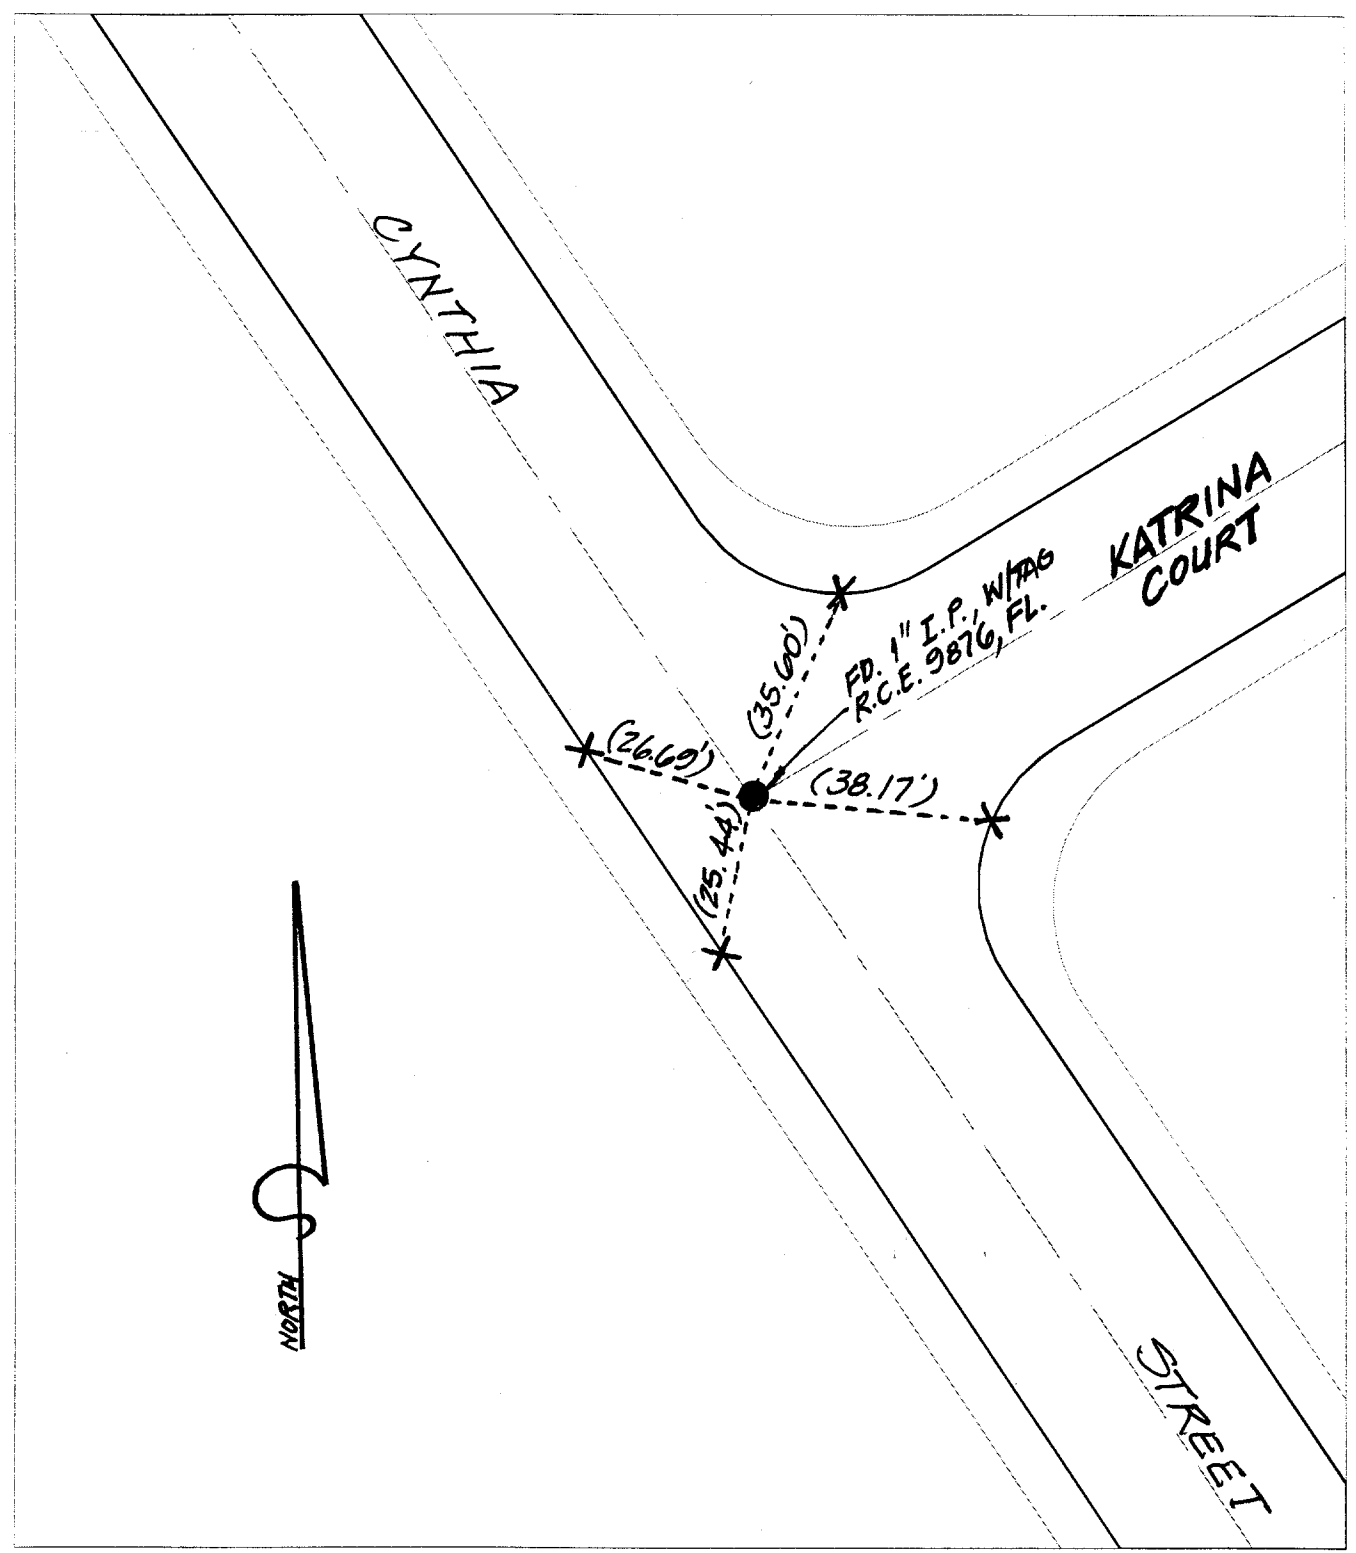 CYNTHIA
KATRINA
COURT
FD. 1" I.P., W/TAG
R.C.E. 9876, FL.
(35.60')
(26.69')
(38.17')
(25.44')
NORTH
STREET